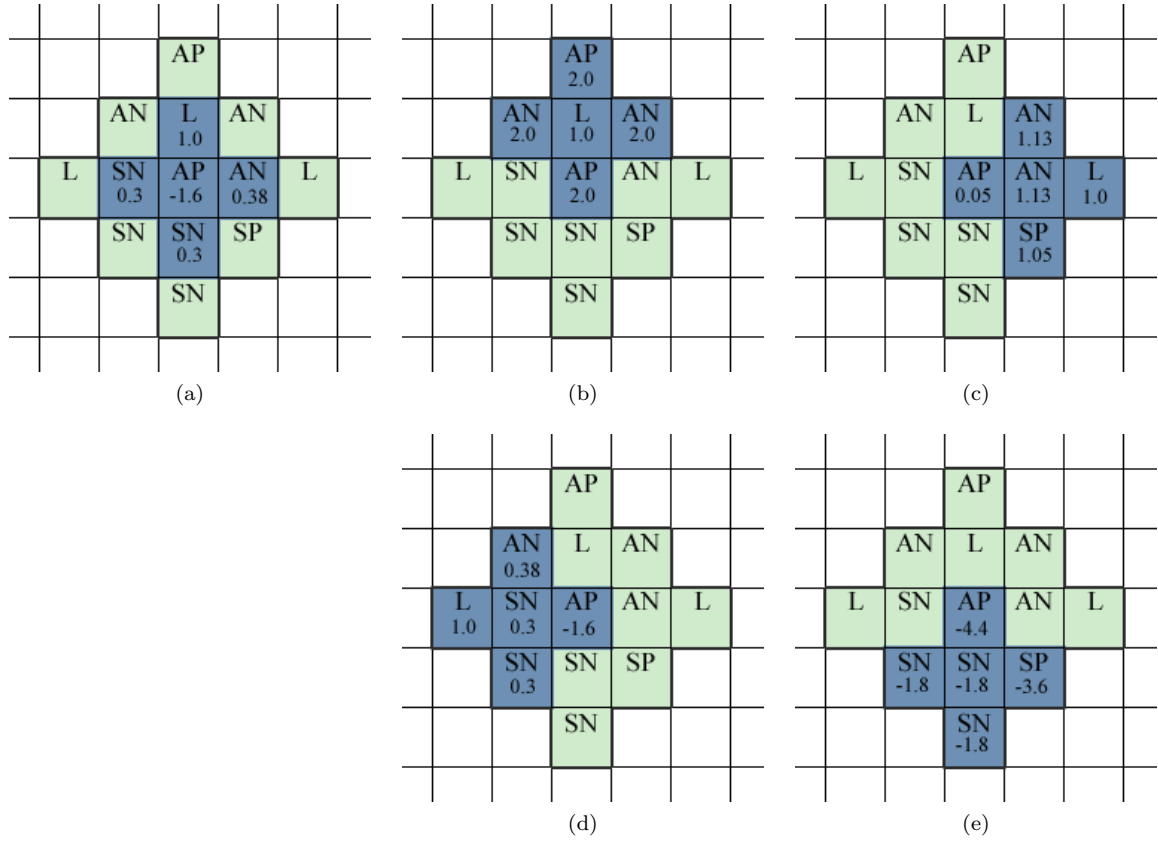 AP
AN L AN
1.0
L SN AP AN L
0.3 -1.6 0.38
SN SN SP
0.3
SN
(a)
AP
2.0
AN L AN
2.0 1.0 2.0
L SN AP AN L
2.0
SN SN SP
SN
(b)
AP
AN L AN
1.13
L SN AP AN L
0.05 1.13 1.0
SN SN SP
1.05
SN
(c)
AP
AN L AN
0.38
L SN AP AN L
1.0 0.3 -1.6
SN SN SP
0.3
SN
(d)
AP
AN L AN
L SN AP AN L
-4.4
SN SN SP
-1.8 -1.8 -3.6
SN
-1.8
(e)